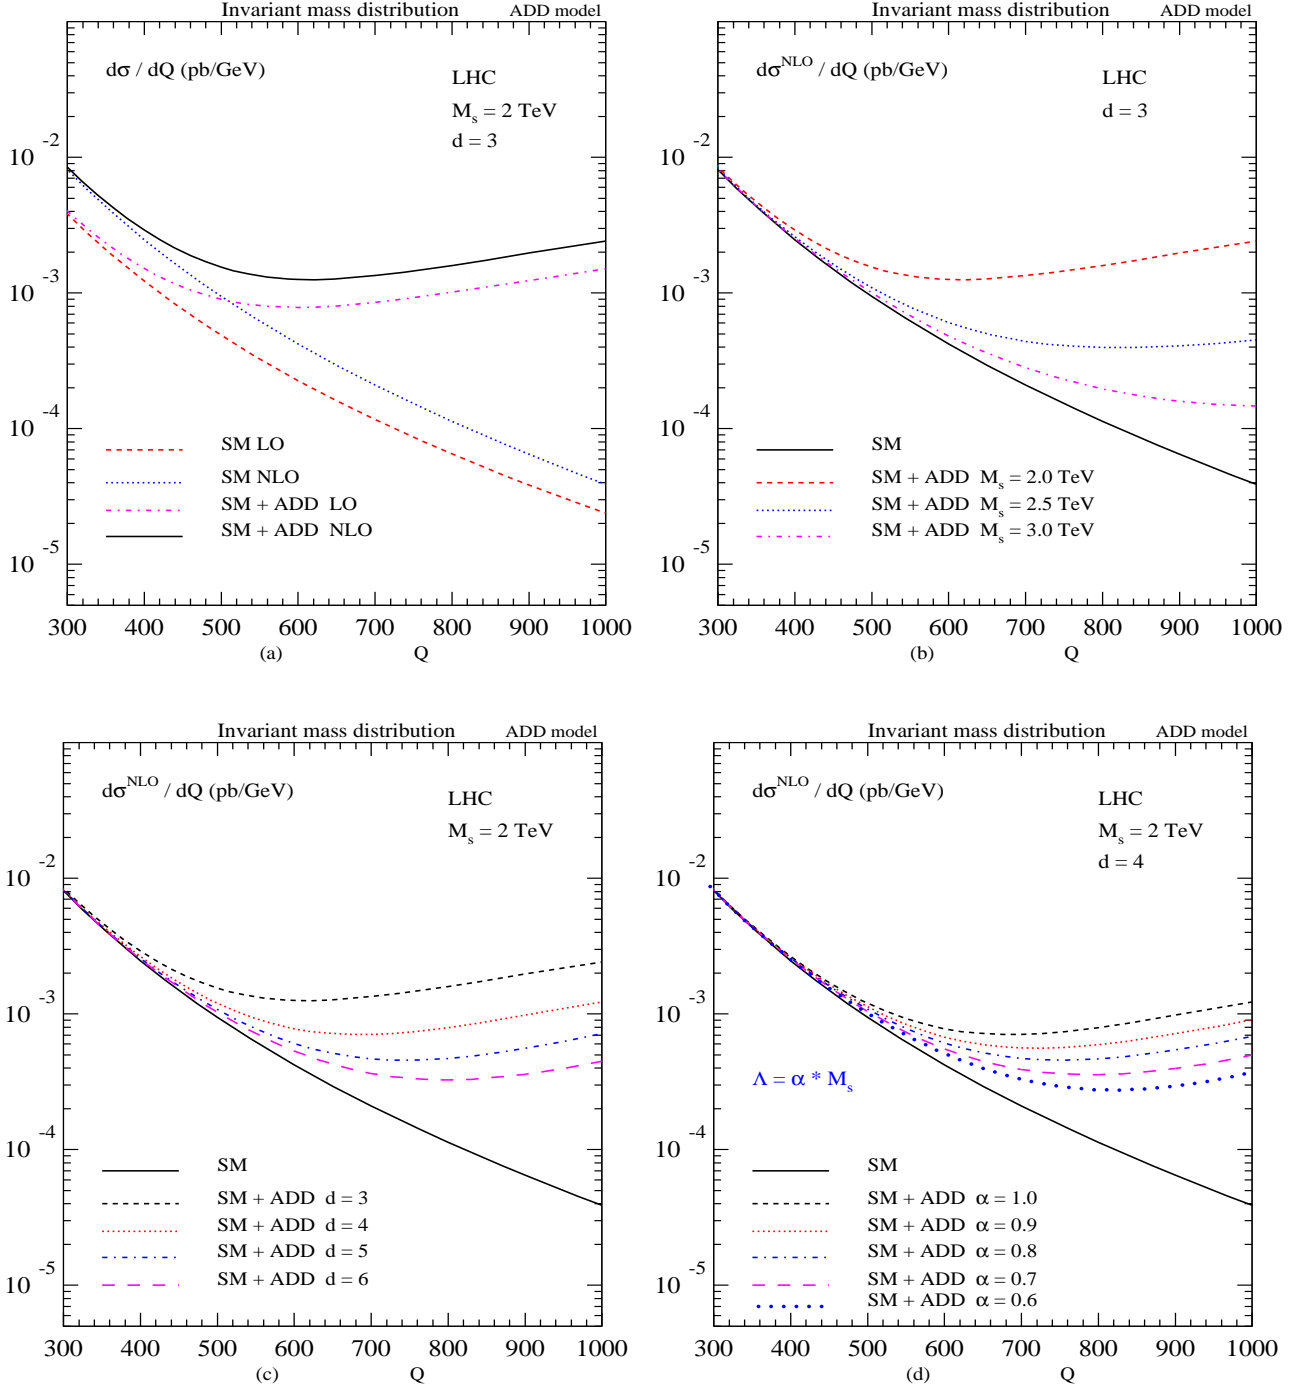 Invariant mass distribution ADD model
dσ / dQ (pb/GeV)
LHC
M_s = 2 TeV
d = 3
10^-2
10^-3
10^-4
10^-5
SM LO
SM NLO
SM + ADD LO
SM + ADD NLO
300 400 500 600 700 800 900 1000
(a) Q
Invariant mass distribution ADD model
dσ^NLO / dQ (pb/GeV)
LHC
d = 3
10^-2
10^-3
10^-4
10^-5
SM
SM + ADD M_s = 2.0 TeV
SM + ADD M_s = 2.5 TeV
SM + ADD M_s = 3.0 TeV
300 400 500 600 700 800 900 1000
(b) Q
Invariant mass distribution ADD model
dσ^NLO / dQ (pb/GeV)
LHC
M_s = 2 TeV
10^-2
10^-3
10^-4
10^-5
SM
SM + ADD d = 3
SM + ADD d = 4
SM + ADD d = 5
SM + ADD d = 6
300 400 500 600 700 800 900 1000
(c) Q
Invariant mass distribution ADD model
dσ^NLO / dQ (pb/GeV)
LHC
M_s = 2 TeV
d = 4
10^-2
10^-3
Λ = α * M_s
10^-4
10^-5
SM
SM + ADD α = 1.0
SM + ADD α = 0.9
SM + ADD α = 0.8
SM + ADD α = 0.7
SM + ADD α = 0.6
300 400 500 600 700 800 900 1000
(d) Q